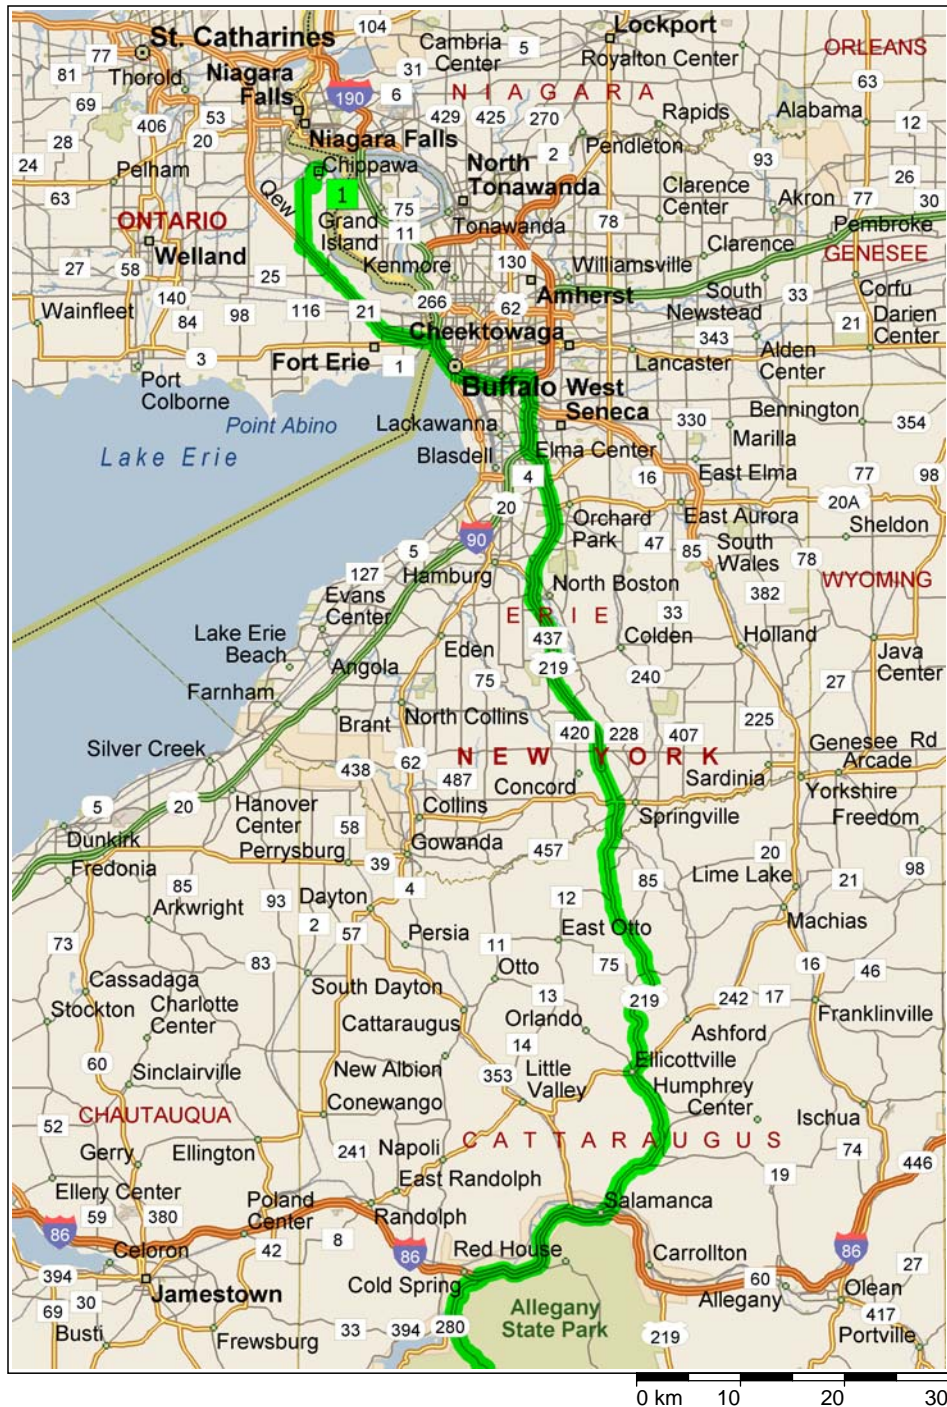 104
Lockport
St. Catharines
Cambria
Center
5
ORLEANS
77
Royalton Center
81
Thorold
Niagara
Falls
31
63
69
190
6
NIAGARA
Alabama
406
53
429
425
270
Rapids
12
28
20
Niagara Falls
Pendleton
24
Pelham
Chippawa
North
Tonawanda
2
93
26
63
Qew
1
Clarence
Center
Akron
77
30
ONTARIO
Grand
Island
75
78
Pembroke
Welland
11
Tonawanda
Clarence
GENESEE
27
58
25
Kenmore
130
Williamsville
Corfu
140
266
62
Amherst
South
Newstead
33
Wainfleet
84
98
116
21
Cheektowaga
343
21
Darien
Center
3
Fort Erie
1
Lancaster
Alden
Center
Port
Colborne
Buffalo
West
Seneca
Bennington
Point Abino
Lackawanna
330
354
Marilla
Lake Erie
Blasdell
Elma Center
4
16
East Elma
77
98
20
20A
Orchard
Park
East Aurora
Sheldon
90
47
85
South
Wales
5
78
127
Hamburg
North Boston
WYOMING
Evans
Center
382
ERIE
33
Lake Erie
Beach
437
Colden
Holland
Eden
Java
Center
Angola
219
75
240
27
Farnham
Brant
North Collins
225
420
228
407
Silver Creek
NEW YORK
Genesee Rd
62
438
487
Sardinia
Arcade
Concord
Yorkshire
5
20
Hanover
Center
Collins
Springville
Freedom
Dunkirk
58
Perrysburg
Gowanda
457
20
Fredonia
39
98
85
4
85
Lime Lake
21
93
Dayton
12
Arkwright
2
Machias
57
Persia
East Otto
73
11
83
75
16
46
Cassadaga
Otto
Stockton
Charlotte
Center
South Dayton
13
219
242
17
Franklinville
Cattaraugus
Orlando
Ashford
14
60
New Albion
Ellicottville
Sinclairville
353
Little
Valley
Humphrey
Center
CHAUTAUQUA
Conewango
Ischua
52
CATTARAUGUS
Gerry
Ellington
241
Napoli
74
446
19
Ellery Center
East Randolph
59
380
Poland
Center
Randolph
Salamanca
86
8
Celoron
42
86
Red House
86
Carrollton
27
394
Cold Spring
60
Jamestown
Allegany
Olean
30
69
Allegany
State Park
417
Busti
Frewsburg
33
394
280
219
Portville
0 km
10
20
30